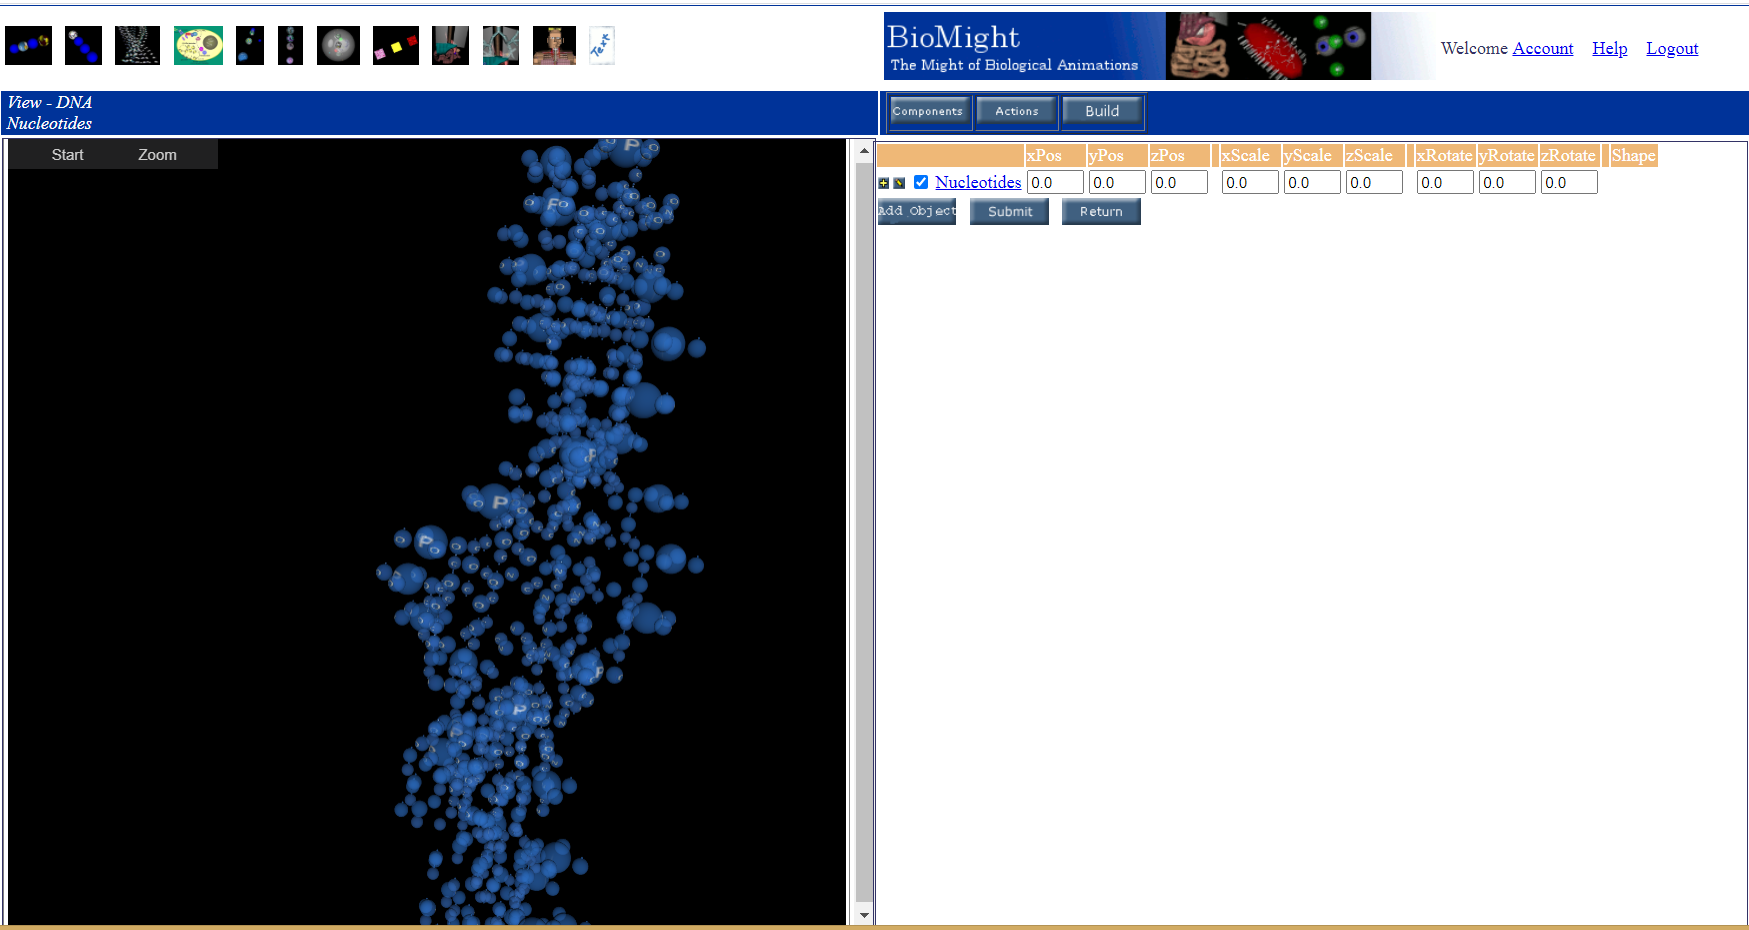 Text
BioMight
The Might of Biological Animations
Welcome Account Help Logout
View - DNA
Nucleotides
Components Actions Build
Start Zoom
xPos yPos zPos xScale yScale zScale xRotate yRotate zRotate Shape
Nucleotides 0.0 0.0 0.0 0.0 0.0 0.0 0.0 0.0 0.0
Add Object Submit Return
P
P
P
P
P
P